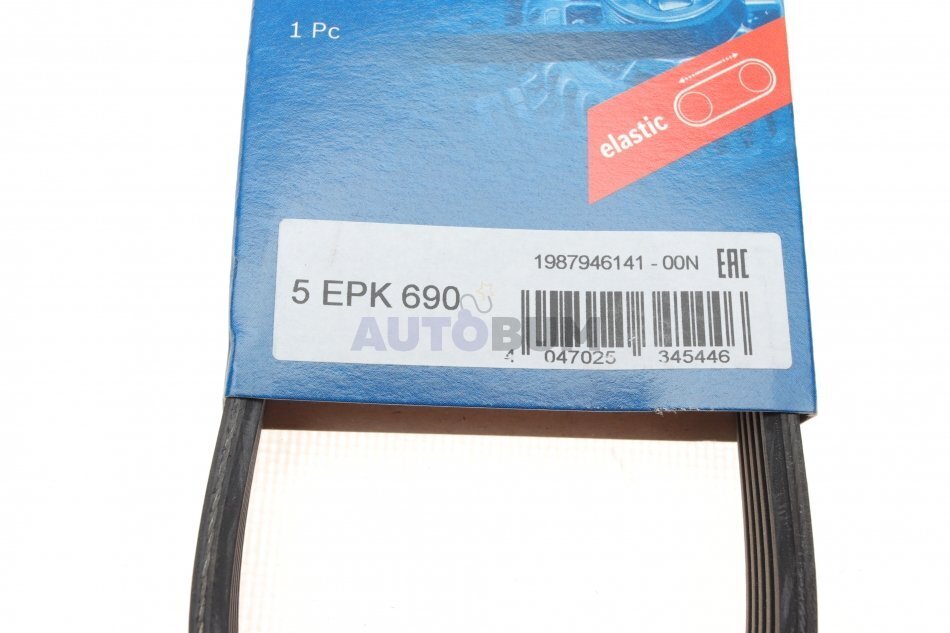 1 Pc
elastic
1987946141 - 00N EAC
5 EPK 690
AUTOBUM
4 047025 345446